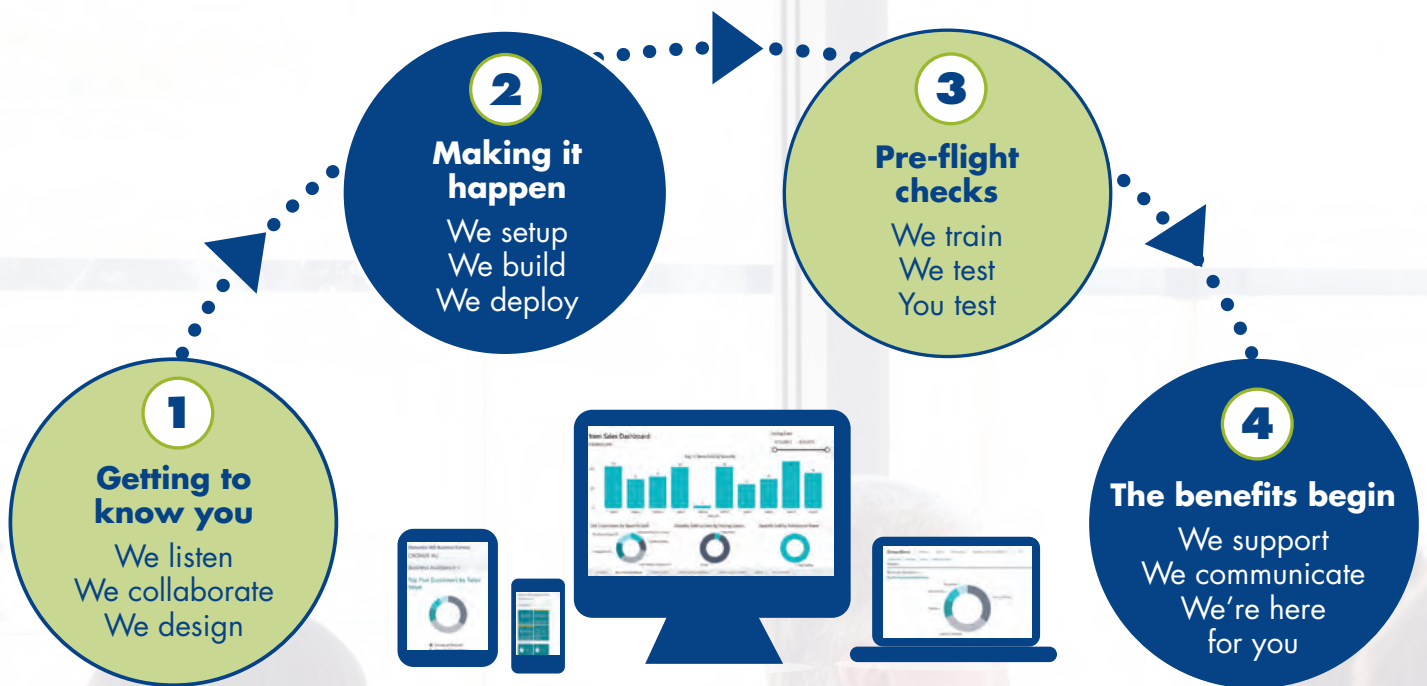 1
Getting to
know you
We listen
We collaborate
We design
2
Making it
happen
We setup
We build
We deploy
3
Pre-flight
checks
We train
We test
You test
4
The benefits begin
We support
We communicate
We're here
for you
Item Sales Dashboard
Top Five Customers by Sales
Value